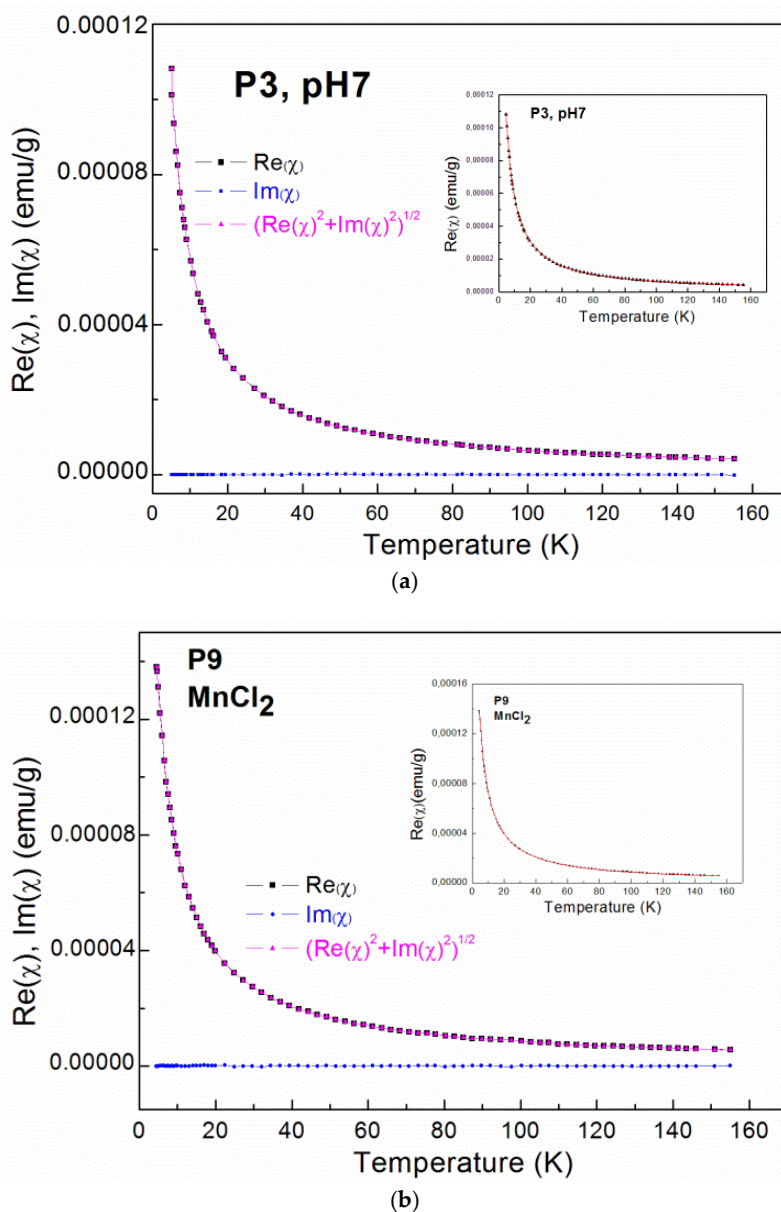 0.00012
0.00008
0.00004
0.00000
Re(χ), Im(χ) (emu/g)
P3, pH7
Re(χ)
Im(χ)
(Re(χ)²+Im(χ)²)¹/²
0 20 40 60 80 100 120 140 160
Temperature (K)
0,00012
0,00010
0,00008
0,00006
0,00004
0,00002
0,00000
Re(χ) (emu/g)
P3, pH7
0 20 40 60 80 100 120 140 160
Temperature (K)
(a)
0.00012
0.00008
0.00004
0.00000
Re(χ), Im(χ) (emu/g)
P9
MnCl₂
Re(χ)
Im(χ)
(Re(χ)²+Im(χ)²)¹/²
0 20 40 60 80 100 120 140 160
Temperature (K)
0,00016
0,00012
0,00008
0,00004
0,00000
Re(χ)(emu/g)
P9
MnCl₂
0 20 40 60 80 100 120 140 160
Temperature (K)
(b)